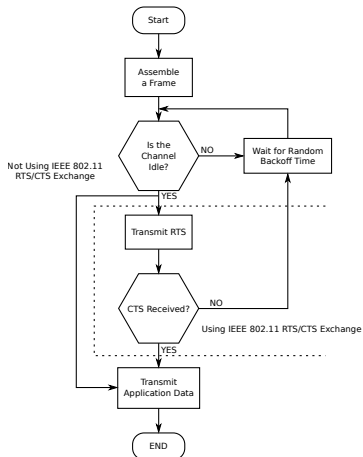 Start
Assemble
a Frame
Is the
Channel
Idle?
NO
Wait for Random
Backoff Time
Not Using IEEE 802.11
RTS/CTS Exchange
YES
Transmit RTS
CTS Received?
NO
Using IEEE 802.11 RTS/CTS Exchange
YES
Transmit
Application Data
END